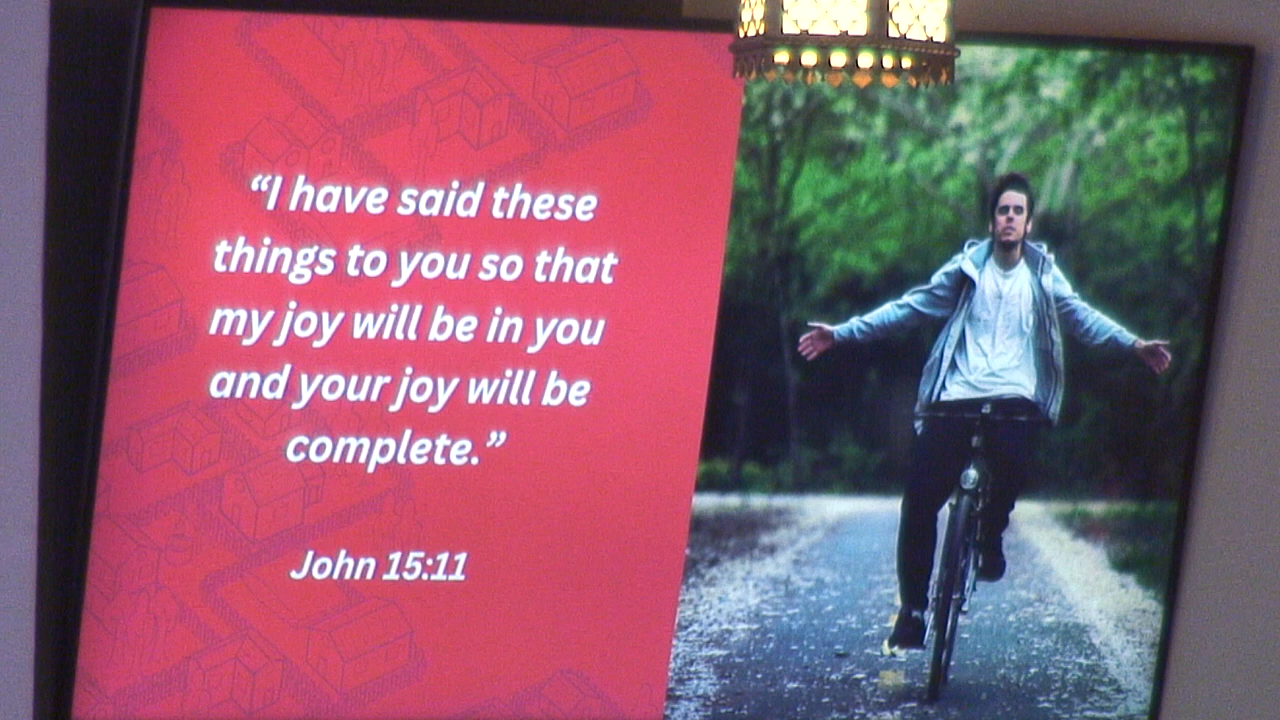 “I have said these
things to you so that
my joy will be in you
and your joy will be
complete.”
John 15:11